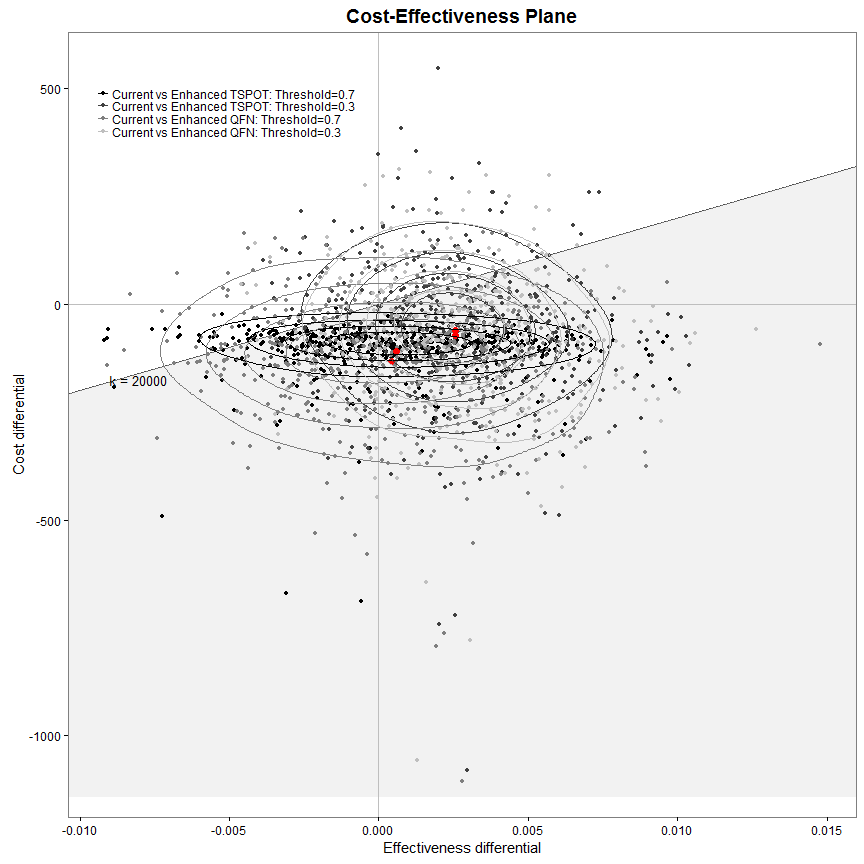 Cost-Effectiveness Plane
500
Current vs Enhanced TSPOT: Threshold=0.7
Current vs Enhanced TSPOT: Threshold=0.3
Current vs Enhanced QFN: Threshold=0.7
Current vs Enhanced QFN: Threshold=0.3
0
k = 20000
Cost differential
-500
-1000
-0.010
-0.005
0.000
0.005
0.010
0.015
Effectiveness differential